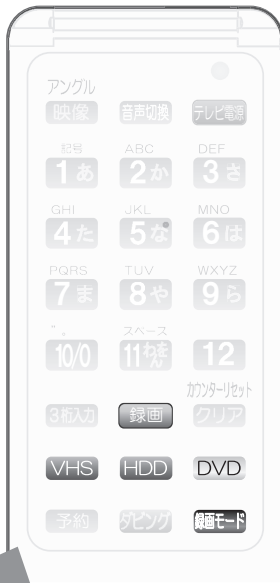 アングル
映像 音声切換 テレビ電源
記号 ABC DEF
1あ 2か 3さ
GHI JKL MNO
4た 5な 6は
PQRS TUV WXYZ
7ま 8や 9ら
゛゜ スペース
10/0 11わをん 12
カウンターリセット
3桁入力 録画 クリア
VHS HDD DVD
予約 ダビング 録画モード